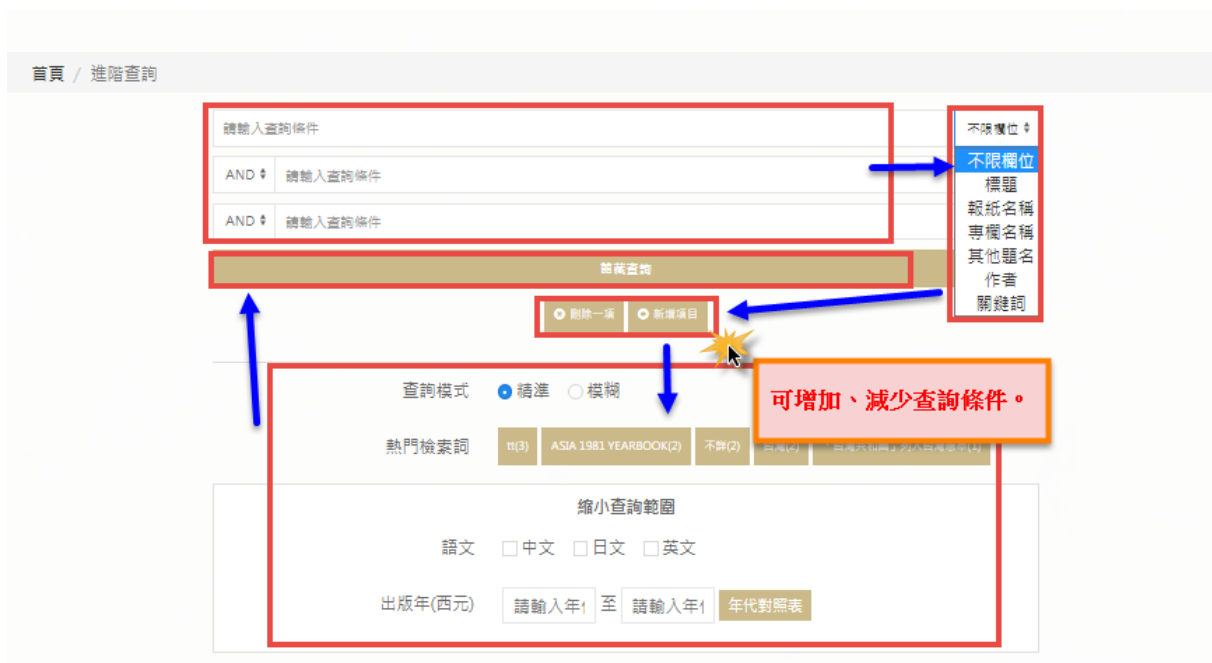 首頁 / 進階查詢
請輸入查詢條件
不限欄位
AND 請輸入查詢條件
AND 請輸入查詢條件
不限欄位
標題
報紙名稱
專欄名稱
其他題名
作者
關鍵詞
館藏查詢
刪除一項 新增項目
可增加、減少查詢條件。
查詢模式 精準 模糊
熱門檢索詞 tt(3) ASIA 1981 YEARBOOK(2) 不詳(2)
縮小查詢範圍
語文 中文 日文 英文
出版年(西元) 請輸入年 至 請輸入年 年代對照表